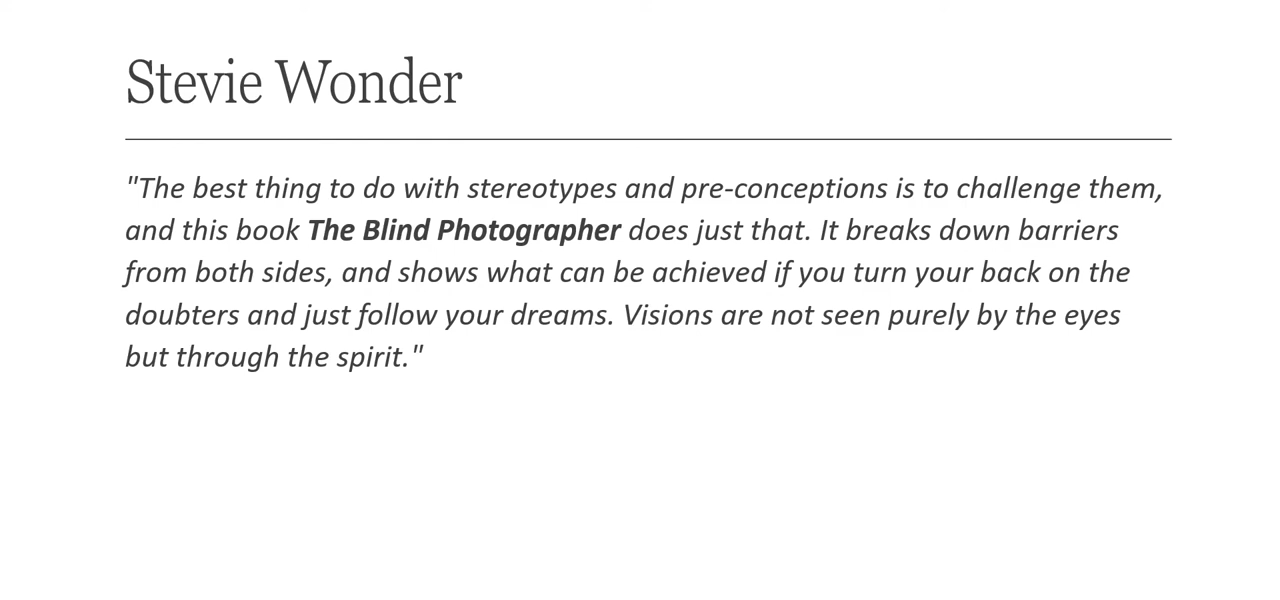 Stevie Wonder
"The best thing to do with stereotypes and pre-conceptions is to challenge them,
and this book The Blind Photographer does just that. It breaks down barriers
from both sides, and shows what can be achieved if you turn your back on the
doubters and just follow your dreams. Visions are not seen purely by the eyes
but through the spirit."